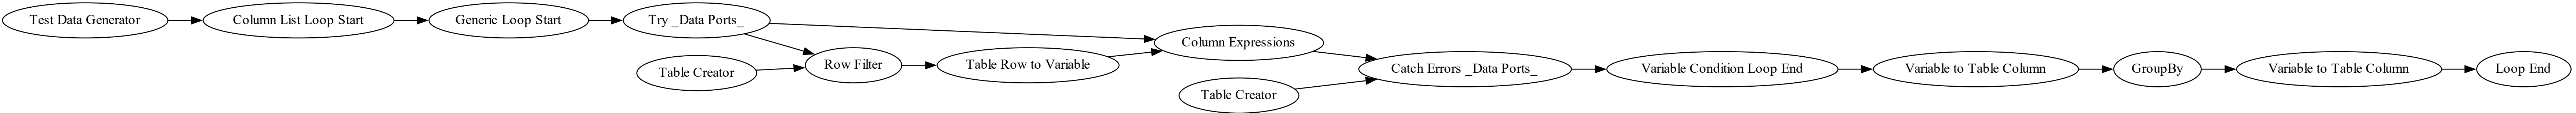 Test Data Generator
Column List Loop Start
Generic Loop Start
Try _Data Ports_
Table Creator
Row Filter
Table Row to Variable
Column Expressions
Table Creator
Catch Errors _Data Ports_
Variable Condition Loop End
Variable to Table Column
GroupBy
Variable to Table Column
Loop End